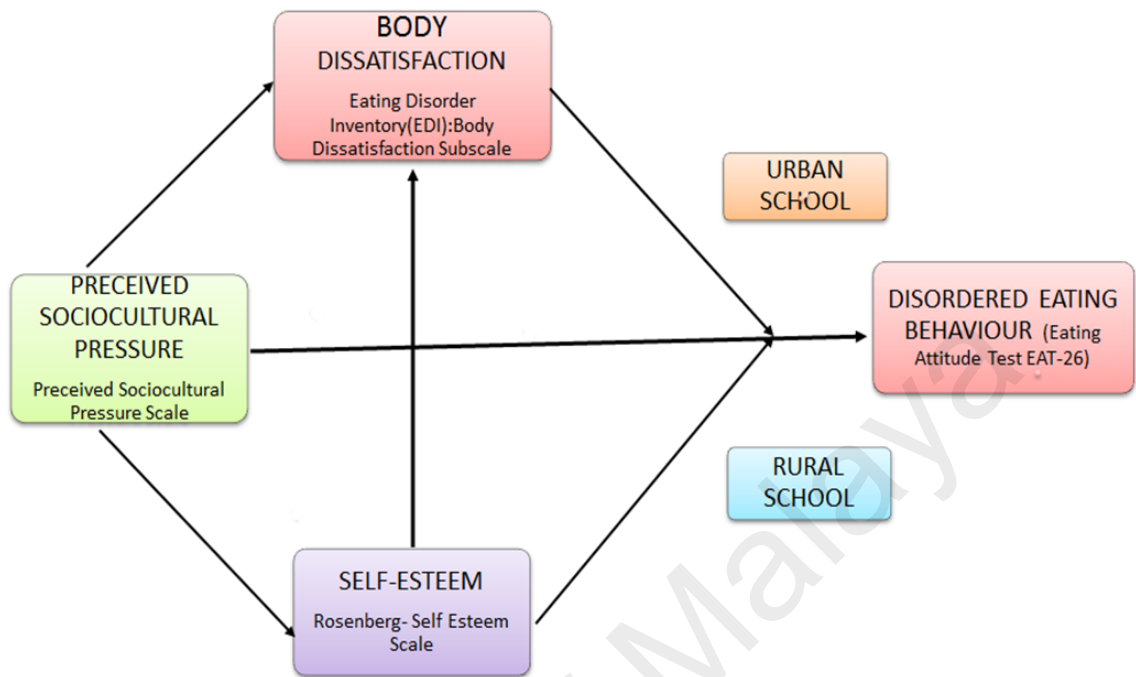 BODY
DISSATISFACTION
Eating Disorder
Inventory(EDI):Body
Dissatisfaction Subscale
URBAN
SCHOOL
PRECEIVED
SOCIOCULTURAL
PRESSURE
Preceived Sociocultural
Pressure Scale
DISORDERED EATING
BEHAVIOUR (Eating
Attitude Test EAT-26)
RURAL
SCHOOL
SELF-ESTEEM
Rosenberg- Self Esteem
Scale
Malaya